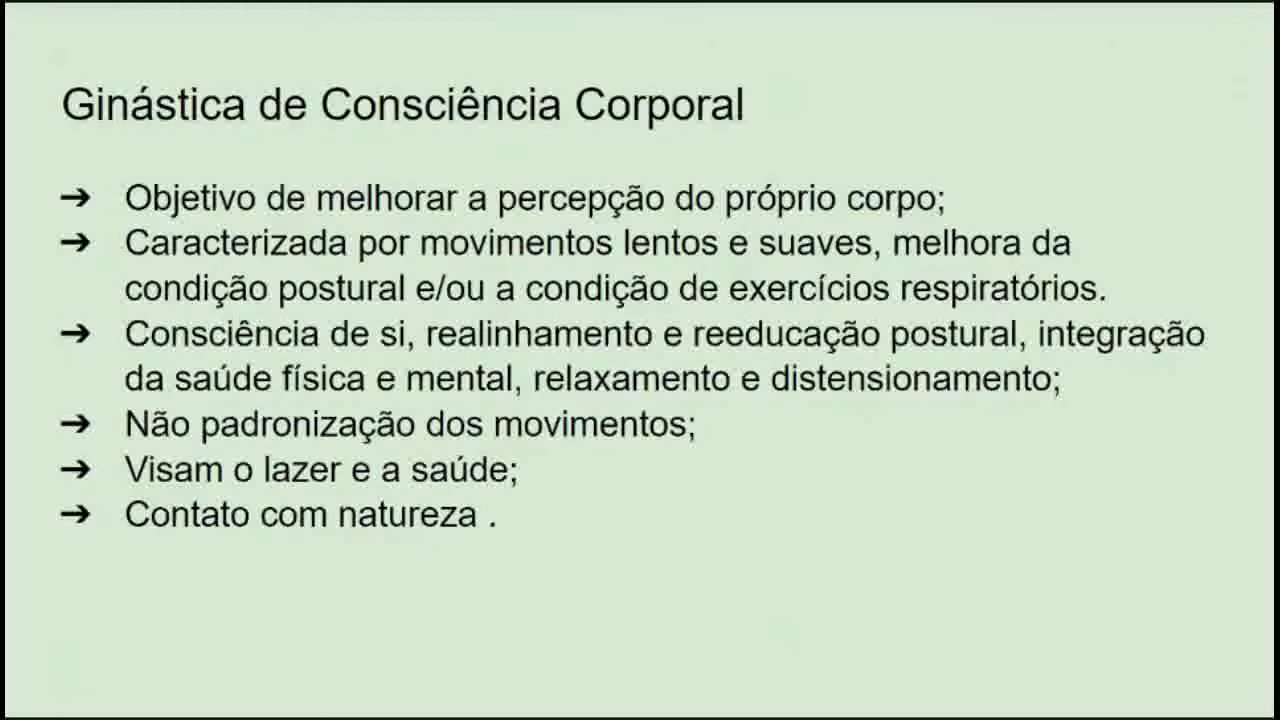 Ginástica de Consciência Corporal
➔ Objetivo de melhorar a percepção do próprio corpo;
➔ Caracterizada por movimentos lentos e suaves, melhora da
condição postural e/ou a condição de exercícios respiratórios.
➔ Consciência de si, realinhamento e reeducação postural, integração
da saúde física e mental, relaxamento e distensionamento;
➔ Não padronização dos movimentos;
➔ Visam o lazer e a saúde;
➔ Contato com natureza .